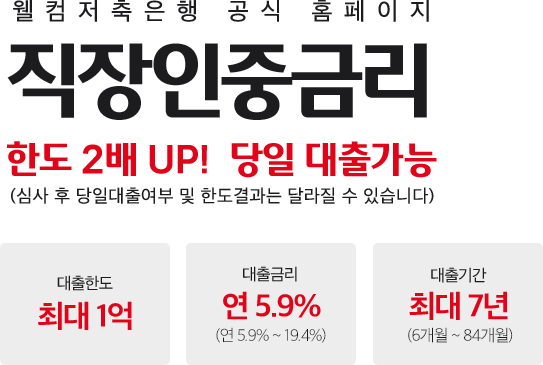 웰컴저축은행 공식 홈페이지
직장인중금리
한도 2배 UP! 당일 대출가능
(심사 후 당일대출여부 및 한도결과는 달라질 수 있습니다)
대출한도
최대 1억
대출금리
연 5.9%
(연 5.9% ~ 19.4%)
대출기간
최대 7년
(6개월 ~ 84개월)